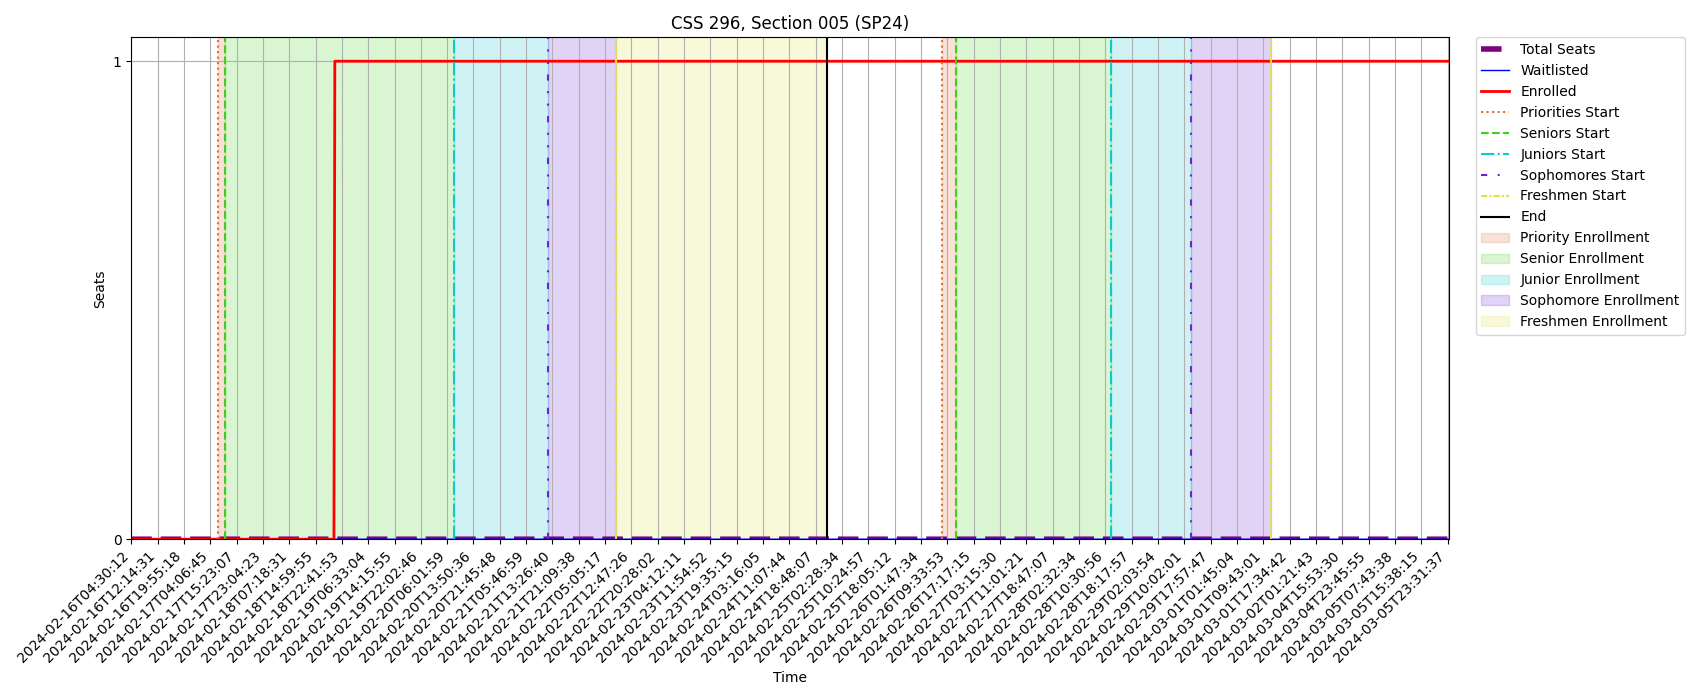 CSS 296, Section 005 (SP24)
1
0
Seats
2024-02-16T04:30:12
2024-02-16T12:14:31
2024-02-16T19:55:18
2024-02-17T04:06:45
2024-02-17T15:23:07
2024-02-17T23:04:23
2024-02-18T07:18:31
2024-02-18T14:59:55
2024-02-18T22:41:53
2024-02-19T06:33:04
2024-02-19T14:15:55
2024-02-19T22:02:46
2024-02-20T06:01:59
2024-02-20T13:50:36
2024-02-20T21:45:48
2024-02-21T05:46:59
2024-02-21T13:26:40
2024-02-21T21:09:38
2024-02-22T05:05:17
2024-02-22T12:47:26
2024-02-22T20:28:02
2024-02-23T04:12:11
2024-02-23T11:54:52
2024-02-23T19:35:15
2024-02-24T03:16:05
2024-02-24T11:07:44
2024-02-24T18:48:07
2024-02-25T02:28:34
2024-02-25T10:24:57
2024-02-25T18:05:12
2024-02-26T01:47:34
2024-02-26T09:33:53
2024-02-26T17:17:15
2024-02-27T03:15:30
2024-02-27T11:01:21
2024-02-27T18:47:07
2024-02-28T02:32:34
2024-02-28T10:30:56
2024-02-28T18:17:57
2024-02-29T02:03:54
2024-02-29T10:02:01
2024-02-29T17:57:47
2024-03-01T01:45:04
2024-03-01T09:43:01
2024-03-01T17:34:42
2024-03-02T01:21:43
2024-03-04T15:53:30
2024-03-04T23:45:55
2024-03-05T07:43:38
2024-03-05T15:38:15
2024-03-05T23:31:37
Time
Total Seats
Waitlisted
Enrolled
Priorities Start
Seniors Start
Juniors Start
Sophomores Start
Freshmen Start
End
Priority Enrollment
Senior Enrollment
Junior Enrollment
Sophomore Enrollment
Freshmen Enrollment